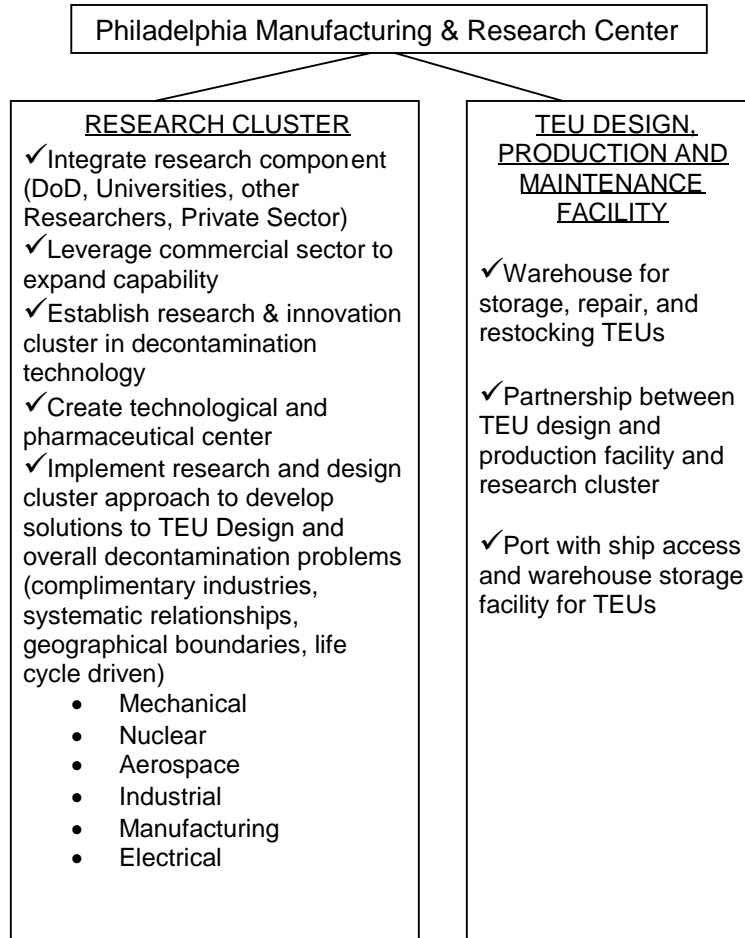 Philadelphia Manufacturing & Research Center
RESEARCH CLUSTER
✓Integrate research component
(DoD, Universities, other
Researchers, Private Sector)
✓Leverage commercial sector to
expand capability
✓Establish research & innovation
cluster in decontamination
technology
✓Create technological and
pharmaceutical center
✓Implement research and design
cluster approach to develop
solutions to TEU Design and
overall decontamination problems
(complimentary industries,
systematic relationships,
geographical boundaries, life
cycle driven)
• Mechanical
• Nuclear
• Aerospace
• Industrial
• Manufacturing
• Electrical
TEU DESIGN,
PRODUCTION AND
MAINTENANCE
FACILITY
✓Warehouse for
storage, repair, and
restocking TEUs
✓Partnership between
TEU design and
production facility and
research cluster
✓Port with ship access
and warehouse storage
facility for TEUs